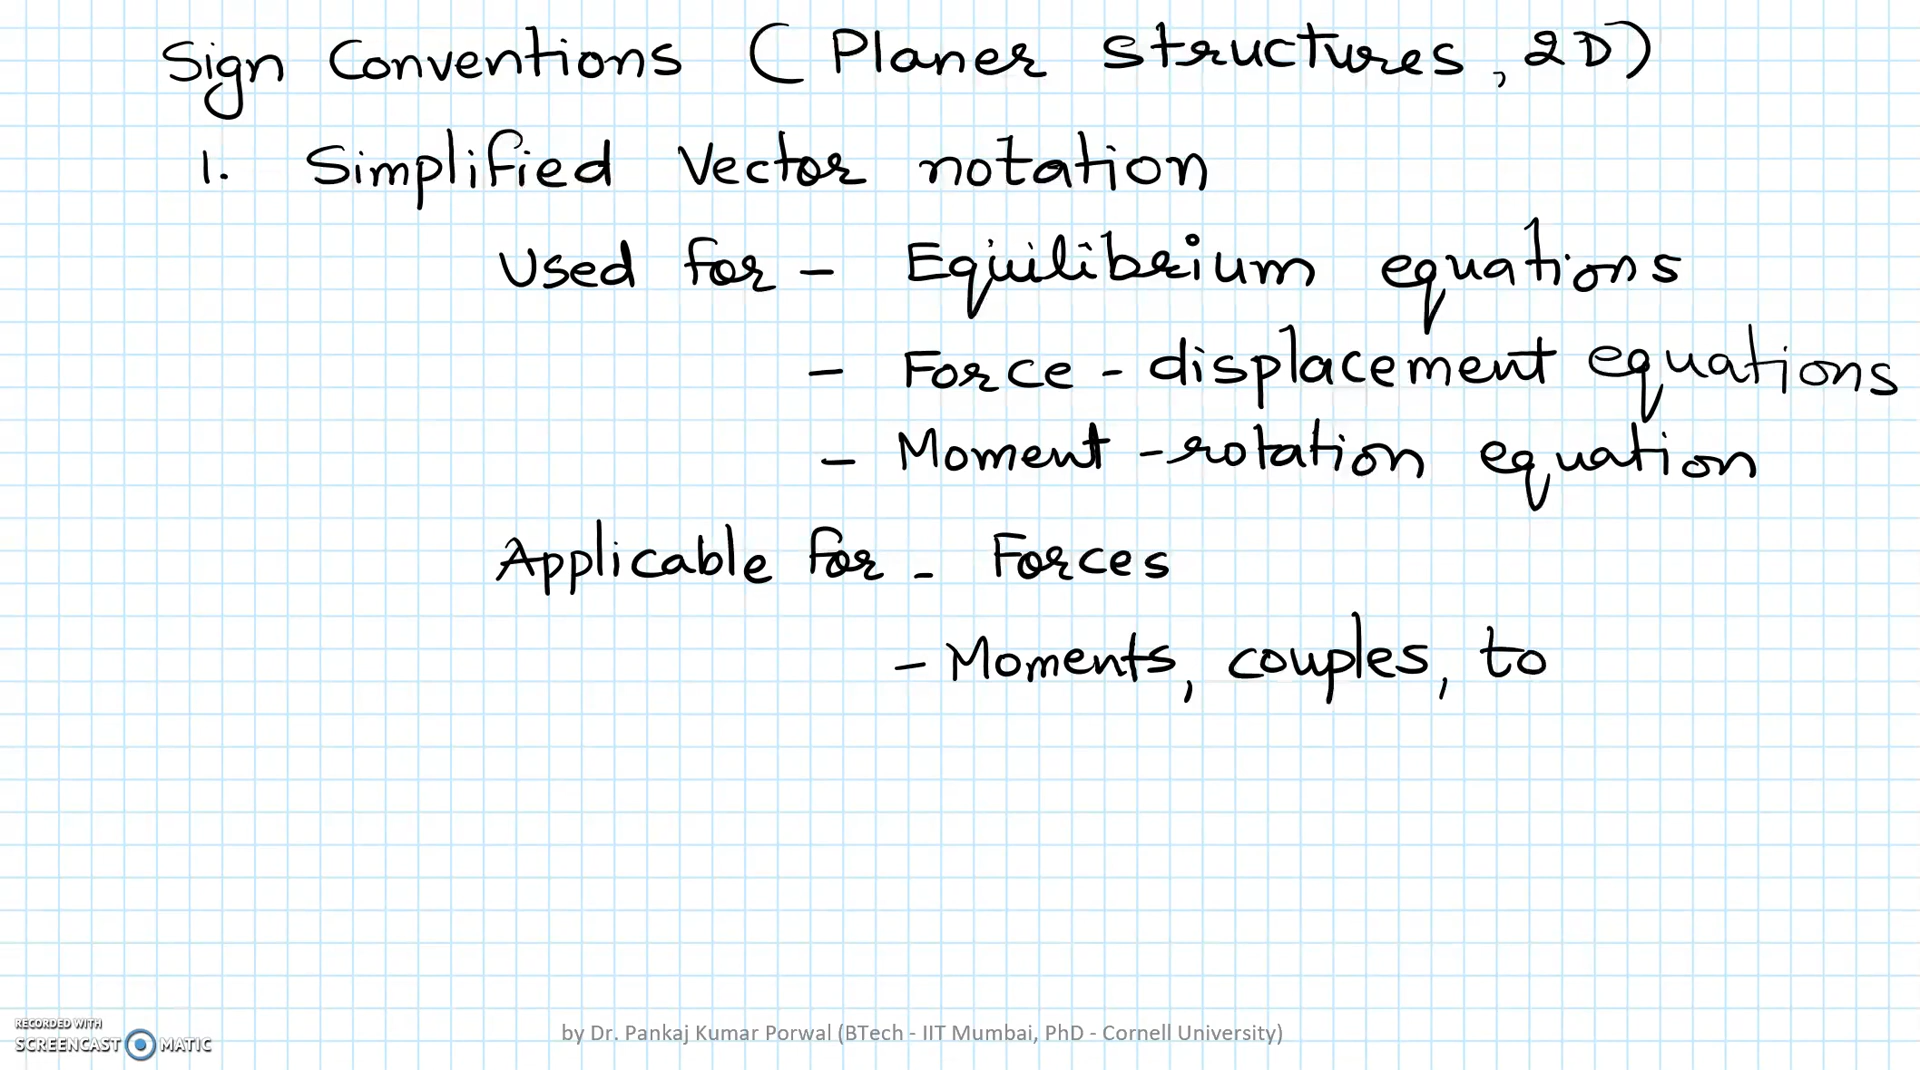 Sign Conventions (Planer structures, 2D)
1. Simplified Vector notation
Used for - Equilibrium equations
- Force - displacement equations
- Moment - rotation equation
Applicable for - Forces
- Moments, couples, to
RECORDED WITH
SCREENCAST MATIC
by Dr. Pankaj Kumar Porwal (BTech - IIT Mumbai, PhD - Cornell University)